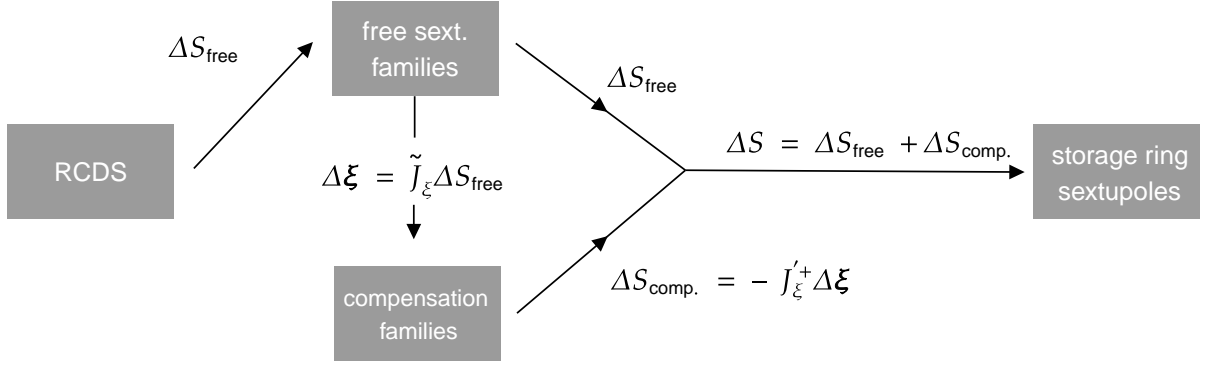 free sext.
families
ΔS_free
ΔS_free
RCDS
Δξ = J̃_ξ ΔS_free
ΔS = ΔS_free + ΔS_comp.
storage ring
sextupoles
compensation
families
ΔS_comp. = − J_ξ^{'+} Δξ